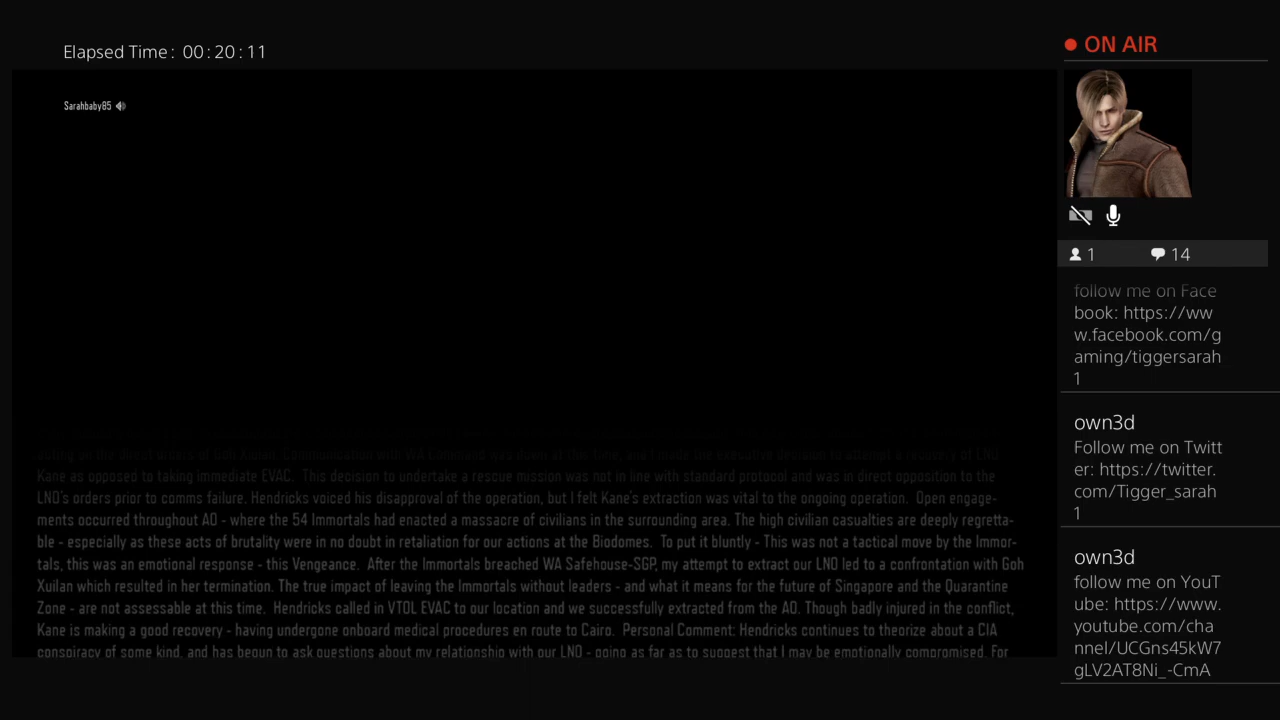 Elapsed Time: 00:20:11
Sarahbaby85
Kane as opposed to taking immediate EVAC. This decision to undertake a rescue mission was not in line with standard protocol and was in direct opposition to the
LNO's orders prior to comms failure. Hendricks voiced his disapproval of the operation, but I felt Kane's extraction was vital to the ongoing operation. Open engage-
ments occurred throughout AO - where the 54 Immortals had enacted a massacre of civilians in the surrounding area. The high civilian casualties are deeply regretta-
ble - especially as these acts of brutality were in no doubt in retaliation for our actions at the Biodomes. To put it bluntly - This was not a tactical move by the Immor-
tals, this was an emotional response - this Vengeance. After the Immortals breached WA Safehouse-SGP, my attempt to extract our LNO led to a confrontation with Goh
Xuilan which resulted in her termination. The true impact of leaving the Immortals without leaders - and what it means for the future of Singapore and the Quarantine
Zone - are not assessable at this time. Hendricks called in VTOL EVAC to our location and we successfully extracted from the AO. Though badly injured in the conflict,
Kane is making a good recovery - having undergone onboard medical procedures en route to Cairo. Personal Comment: Hendricks continues to theorize about a CIA
conspiracy of some kind, and has begun to ask questions about my relationship with our LNO - going as far as to suggest that I may be emotionally compromised. For
ON AIR
1
14
follow me on Face
book: https://ww
w.facebook.com/g
aming/tiggersarah
1
own3d
Follow me on Twitt
er: https://twitter.
com/Tigger_sarah
1
own3d
follow me on YouT
ube: https://www.
youtube.com/cha
nnel/UCGns45kW7
gLV2AT8Ni_-CmA